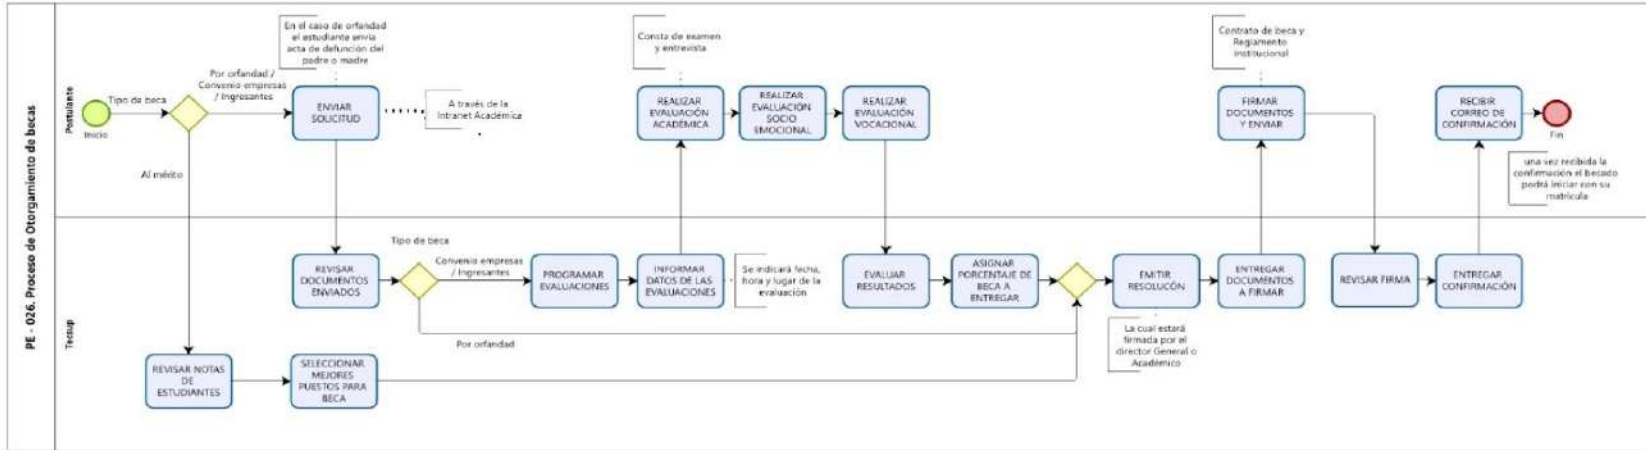 PE - 026. Proceso de Otorgamiento de becas
Postulante
Inicio
Tipo de beca
Por orfandad /
Convenio empresas
/ Ingresantes
Al mérito
En el caso de orfandad
el estudiante envia
acta de defunción del
padre o madre
ENVIAR
SOLICITUD
A través de la
Intranet Académica
Consta de examen
y entrevista
REALIZAR
EVALUACIÓN
ACADÉMICA
REALIZAR
EVALUACIÓN
SOCIO
EMOCIONAL
REALIZAR
EVALUACIÓN
VOCACIONAL
Contrato de beca y
Reglamento
institucional
FIRMAR
DOCUMENTOS
Y ENVIAR
RECIBIR
CORREO DE
CONFIRMACIÓN
Fin
una vez recibida la
confirmación el becado
podrá iniciar con su
matrícula
Tecsup
REVISAR
DOCUMENTOS
ENVIADOS
Tipo de beca
Convenio empresas
/ Ingresantes
Por orfandad
PROGRAMAR
EVALUACIONES
INFORMAR
DATOS DE LAS
EVALUACIONES
Se indicará fecha,
hora y lugar de la
evaluación
EVALUAR
RESULTADOS
ASIGNAR
PORCENTAJE DE
BECA A
ENTREGAR
EMITIR
RESOLUCÓN
La cual estará
firmada por el
director General o
Académico
ENTREGAR
DOCUMENTOS
A FIRMAR
REVISAR FIRMA
ENTREGAR
CONFIRMACIÓN
REVISAR NOTAS
DE
ESTUDIANTES
SELECCIONAR
MEJORES
PUESTOS PARA
BECA